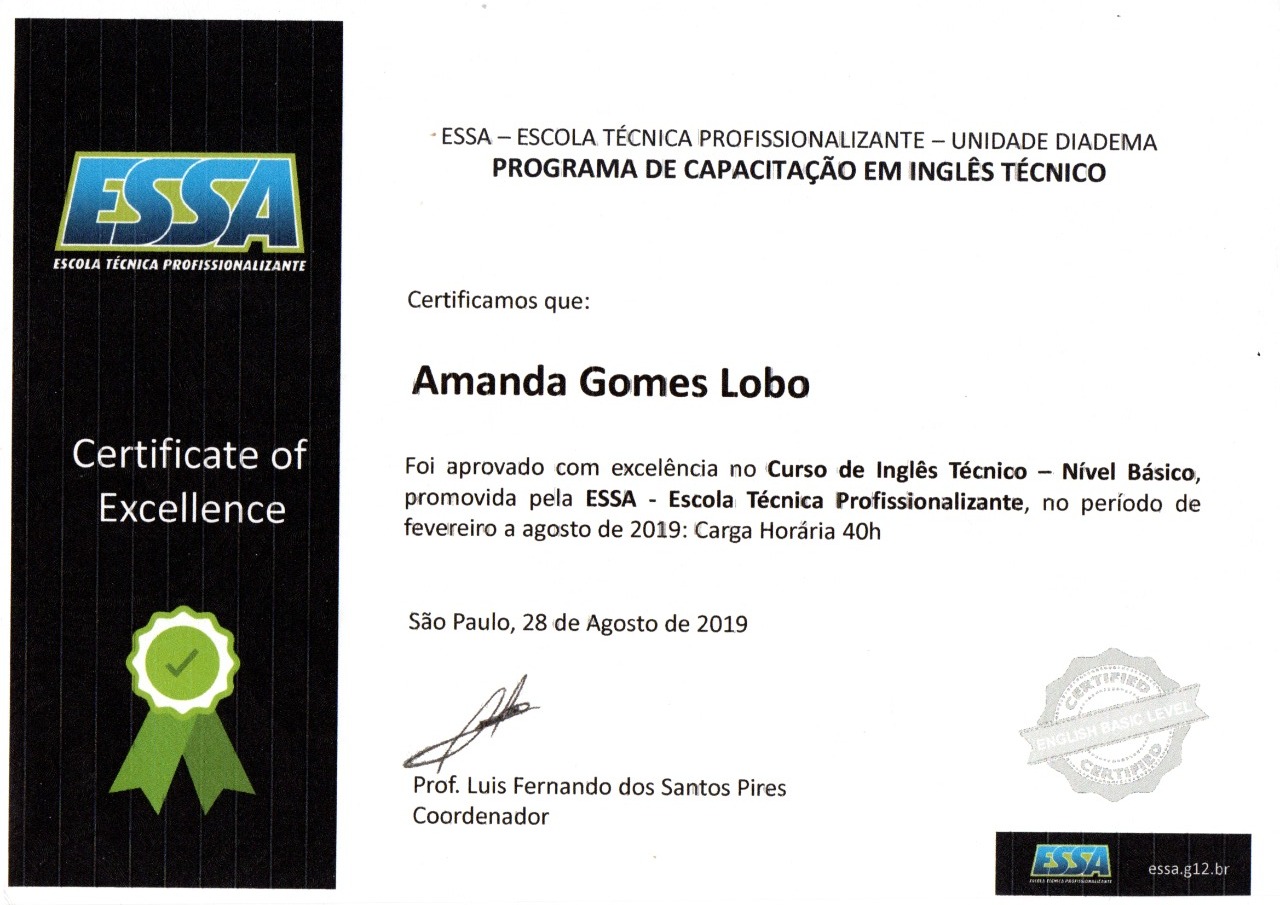 ESSA
ESCOLA TÉCNICA PROFISSIONALIZANTE
Certificate of
Excellence
ESSA – ESCOLA TÉCNICA PROFISSIONALIZANTE – UNIDADE DIADEMA
PROGRAMA DE CAPACITAÇÃO EM INGLÊS TÉCNICO
Certificamos que:
Amanda Gomes Lobo
Foi aprovado com excelência no Curso de Inglês Técnico – Nível Básico,
promovida pela ESSA - Escola Técnica Profissionalizante, no período de
fevereiro a agosto de 2019: Carga Horária 40h
São Paulo, 28 de Agosto de 2019
Prof. Luis Fernando dos Santos Pires
Coordenador
CERTIFIED
ENGLISH BASIC LEVEL
CERTIFIED
ESSA
ESCOLA TÉCNICA PROFISSIONALIZANTE
essa.g12.br